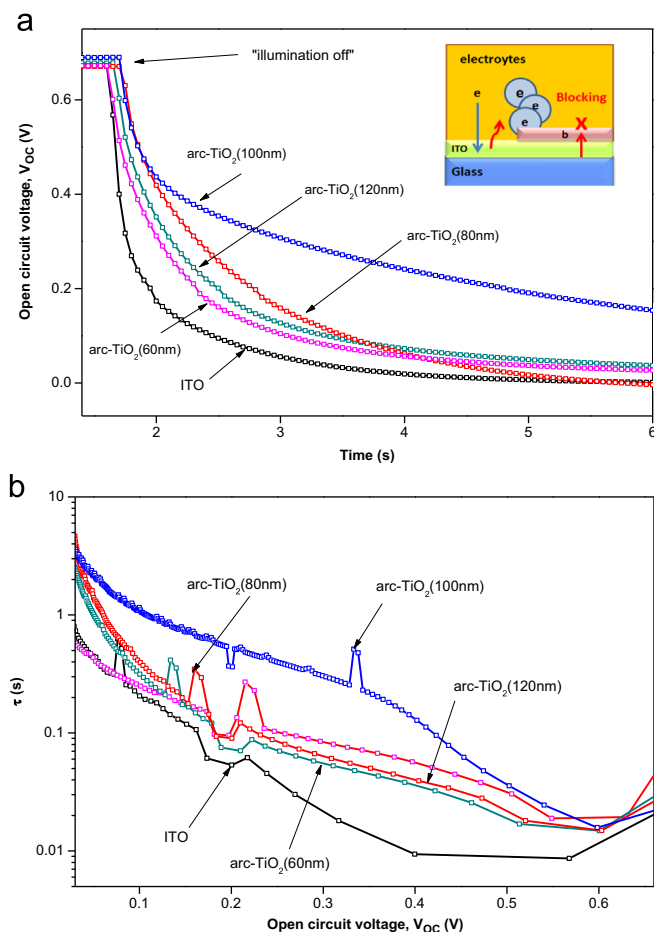 a
"illumination off"
electroytes
e
e
e
e
Blocking
X
b
ITO
Glass
arc-TiO₂(100nm)
arc-TiO₂(120nm)
arc-TiO₂(80nm)
arc-TiO₂(60nm)
ITO
Open circuit voltage, V_OC (V)
0.6
0.4
0.2
0.0
2 3 4 5 6
Time (s)
b
10
1
0.1
0.01
τ (s)
arc-TiO₂(80nm)
arc-TiO₂(100nm)
arc-TiO₂(120nm)
ITO
arc-TiO₂(60nm)
0.1 0.2 0.3 0.4 0.5 0.6
Open circuit voltage, V_OC (V)